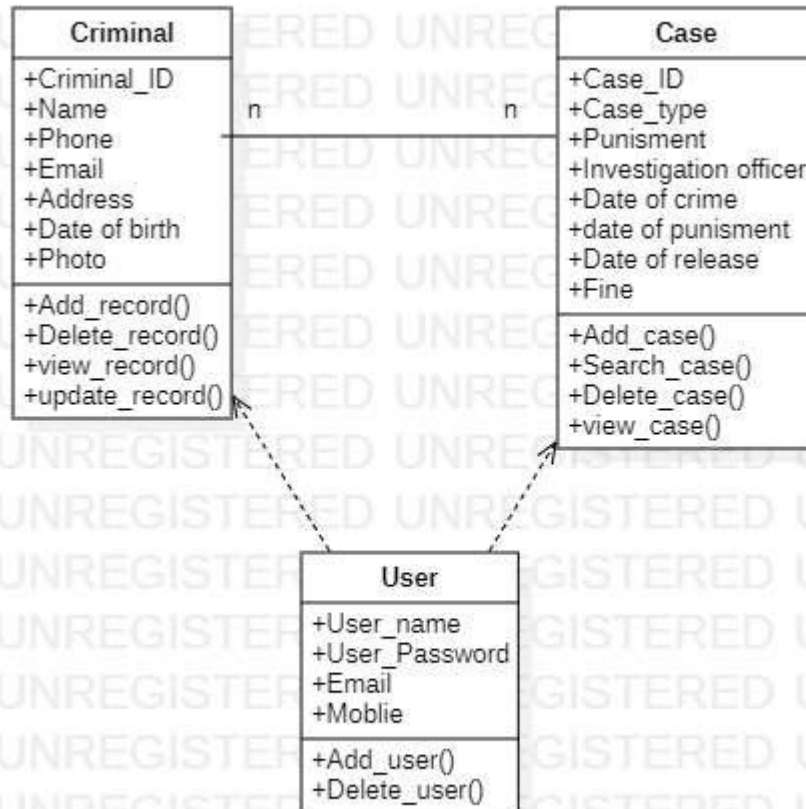 Criminal
+Criminal_ID
+Name
+Phone
+Email
+Address
+Date of birth
+Photo
+Add_record()
+Delete_record()
+view_record()
+update_record()
n
n
Case
+Case_ID
+Case_type
+Punisment
+Investigation officer
+Date of crime
+date of punisment
+Date of release
+Fine
+Add_case()
+Search_case()
+Delete_case()
+view_case()
User
+User_name
+User_Password
+Email
+Moblie
+Add_user()
+Delete_user()
UNREGISTERED